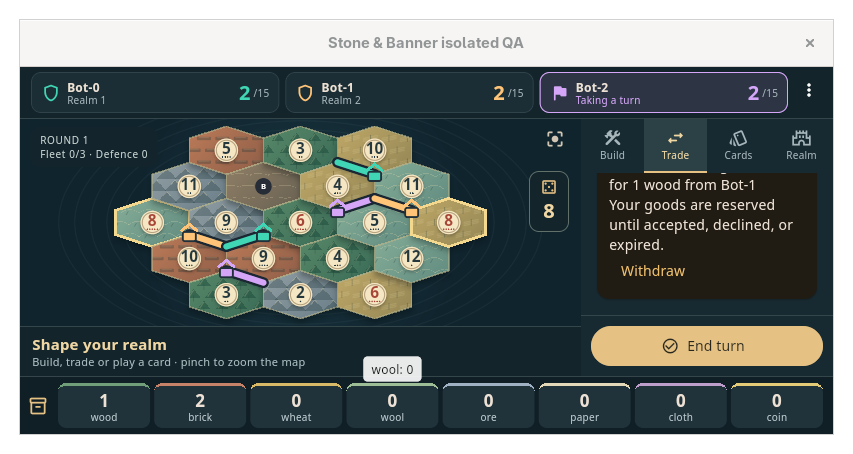 Stone & Banner isolated QA
×
Bot-0
Realm 1
2 /15
Bot-1
Realm 2
2 /15
Bot-2
Taking a turn
2 /15
ROUND 1
Fleet 0/3 · Defence 0
5
3
10
11
B
4
11
8
9
6
5
8
10
9
4
12
3
2
6
8
Build
Trade
Cards
Realm
for 1 wood from Bot-1
Your goods are reserved
until accepted, declined, or
expired.
Withdraw
End turn
Shape your realm
Build, trade or play a card · pinch to zoom the map
wool: 0
1
wood
2
brick
0
wheat
0
wool
0
ore
0
paper
0
cloth
0
coin